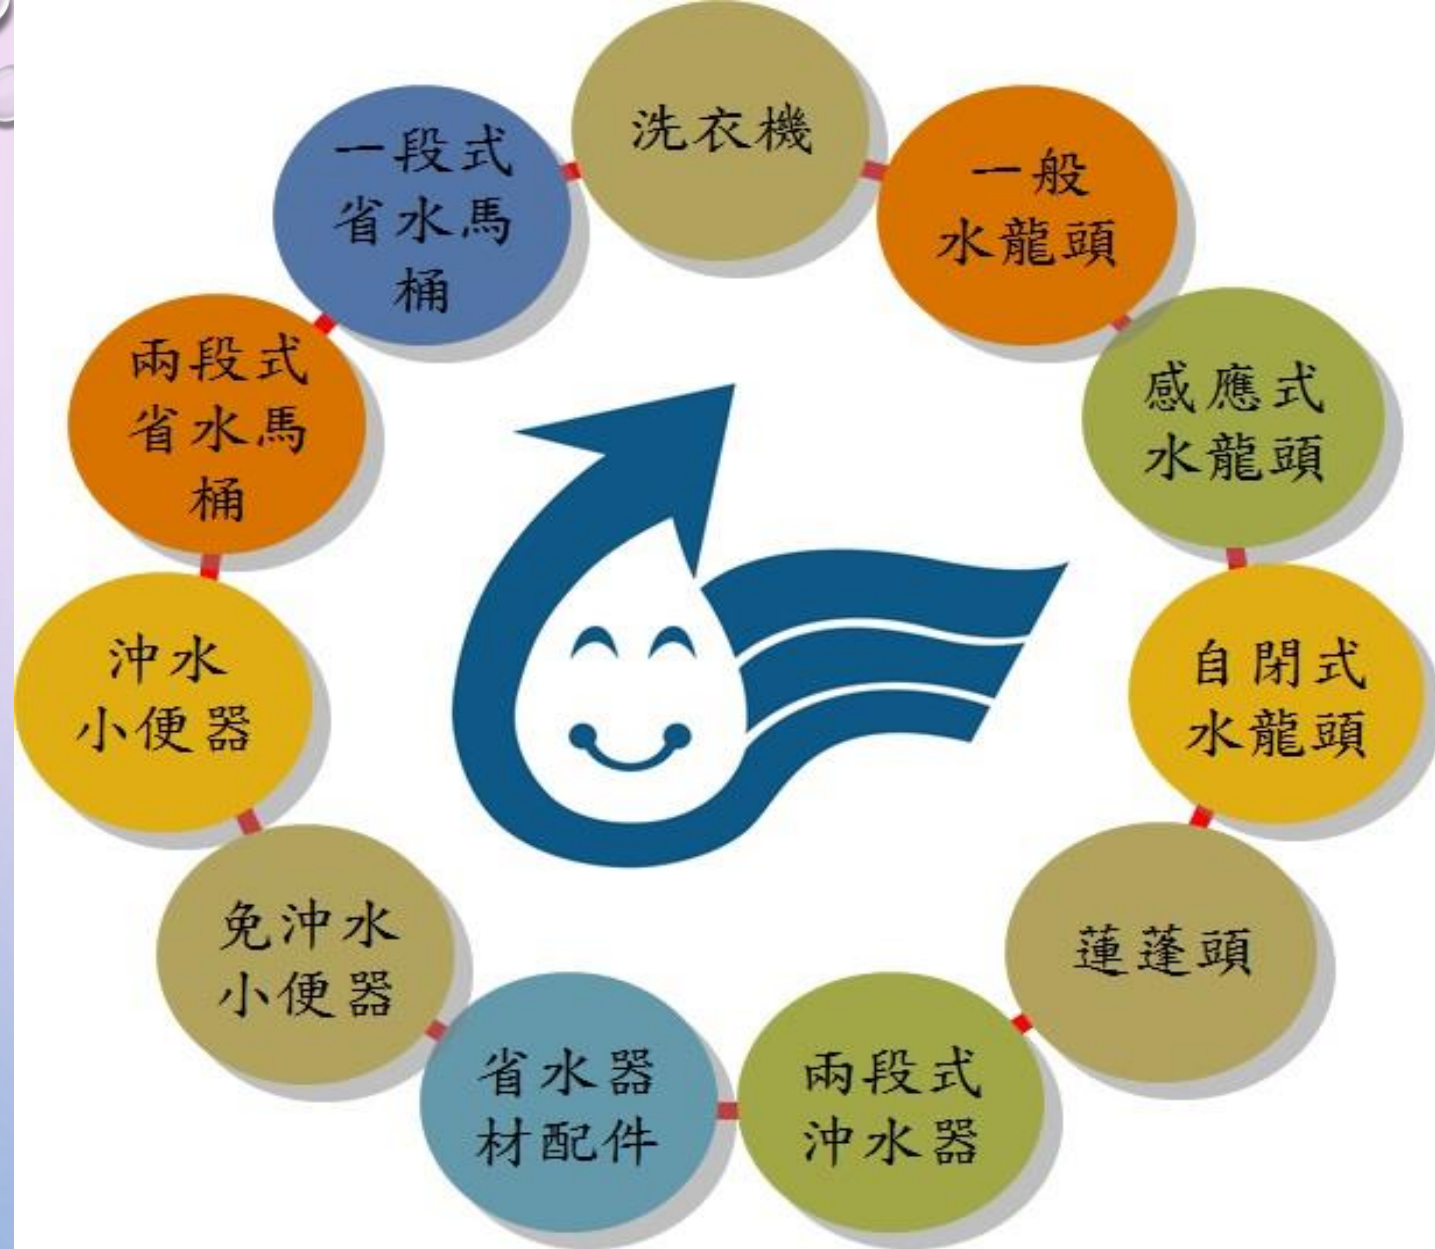 洗衣機
一般
水龍頭
感應式
水龍頭
自閉式
水龍頭
蓮蓬頭
兩段式
沖水器
省水器
材配件
免沖水
小便器
沖水
小便器
兩段式
省水馬
桶
一段式
省水馬
桶